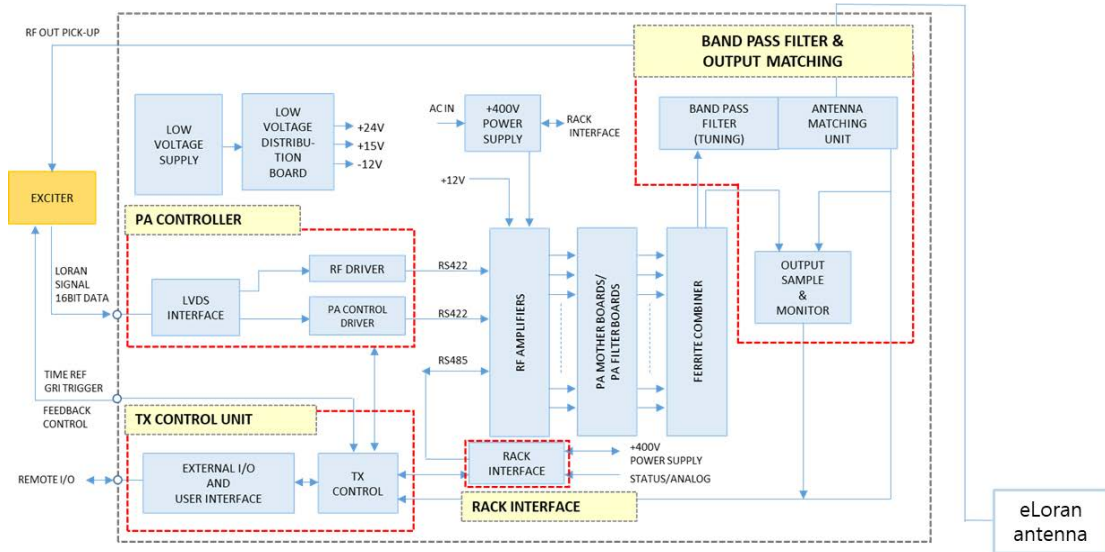 RF OUT PICK-UP
BAND PASS FILTER &
OUTPUT MATCHING
LOW
VOLTAGE
SUPPLY
LOW
VOLTAGE
DISTRIBU-
TION
BOARD
+24V
+15V
-12V
AC IN
+400V
POWER
SUPPLY
RACK
INTERFACE
BAND PASS
FILTER
(TUNING)
ANTENNA
MATCHING
UNIT
+12V
EXCITER
PA CONTROLLER
LORAN
SIGNAL
16BIT DATA
LVDS
INTERFACE
RF DRIVER
PA CONTROL
DRIVER
RS422
RS422
RS485
RF AMPLIFIERS
PA MOTHER BOARDS/
PA FILTER BOARDS
FERRITE COMBINER
OUTPUT
SAMPLE
&
MONITOR
TIME REF
GRI TRIGGER
FEEDBACK
CONTROL
TX CONTROL UNIT
REMOTE I/O
EXTERNAL I/O
AND
USER INTERFACE
TX
CONTROL
RACK
INTERFACE
+400V
POWER SUPPLY
STATUS/ANALOG
RACK INTERFACE
eLoran
antenna